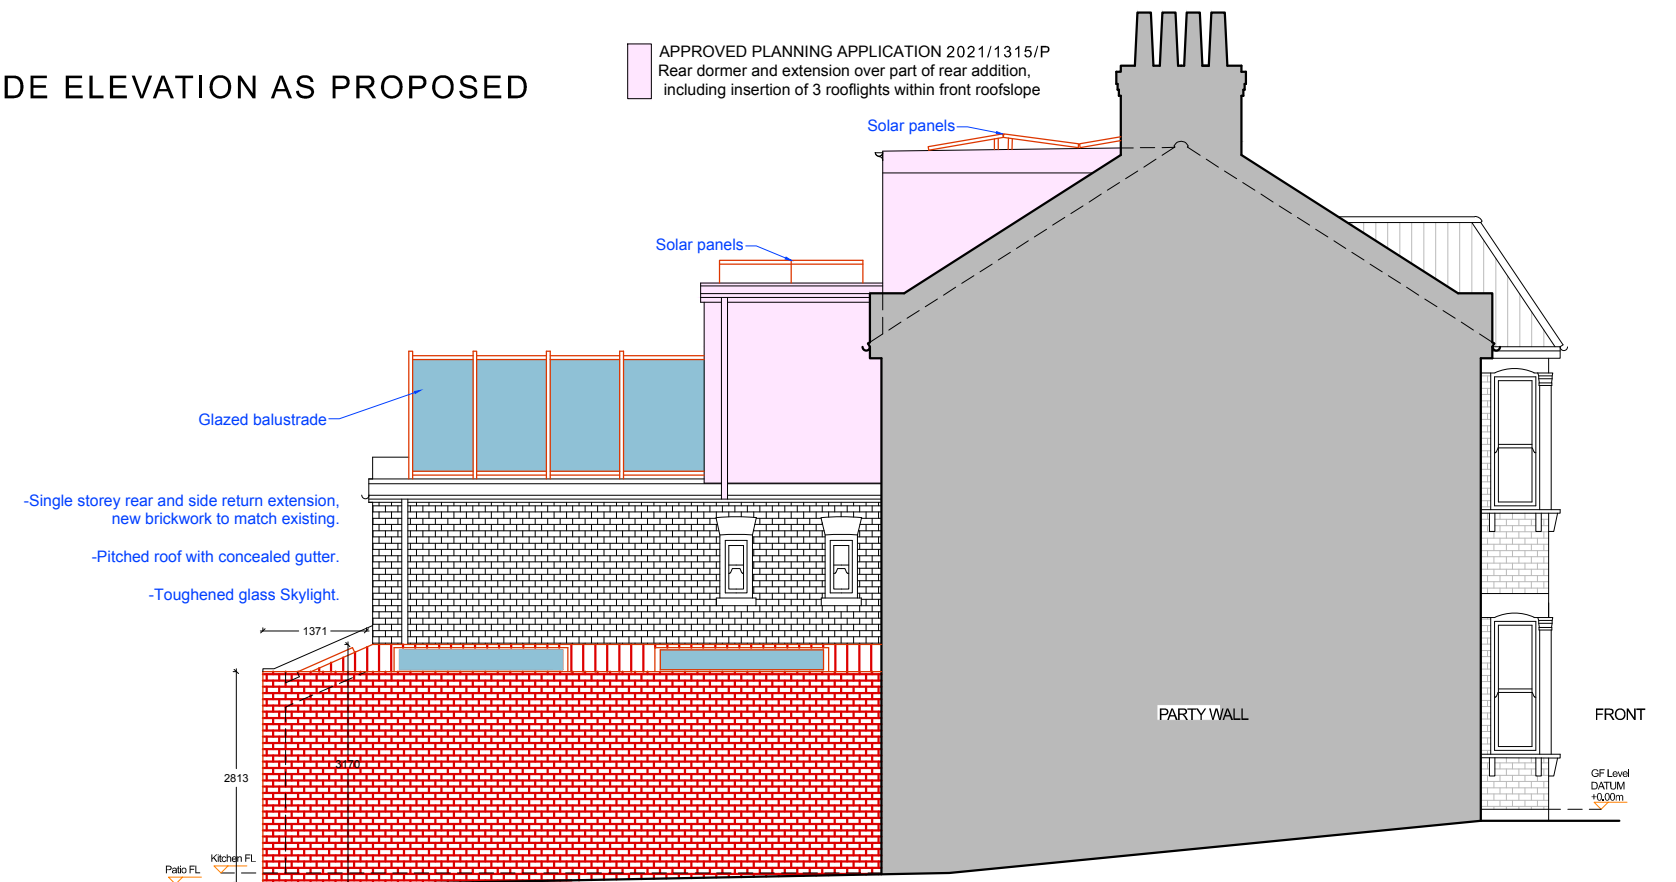 DE ELEVATION AS PROPOSED
APPROVED PLANNING APPLICATION 2021/1315/P
Rear dormer and extension over part of rear addition,
including insertion of 3 rooflights within front roofslope
Solar panels
Solar panels
Glazed balustrade
-Single storey rear and side return extension,
new brickwork to match existing.
-Pitched roof with concealed gutter.
-Toughened glass Skylight.
1371
PARTY WALL
FRONT
3170
2813
GF Level
DATUM
+0.00m
Kitchen FL
Patio FL